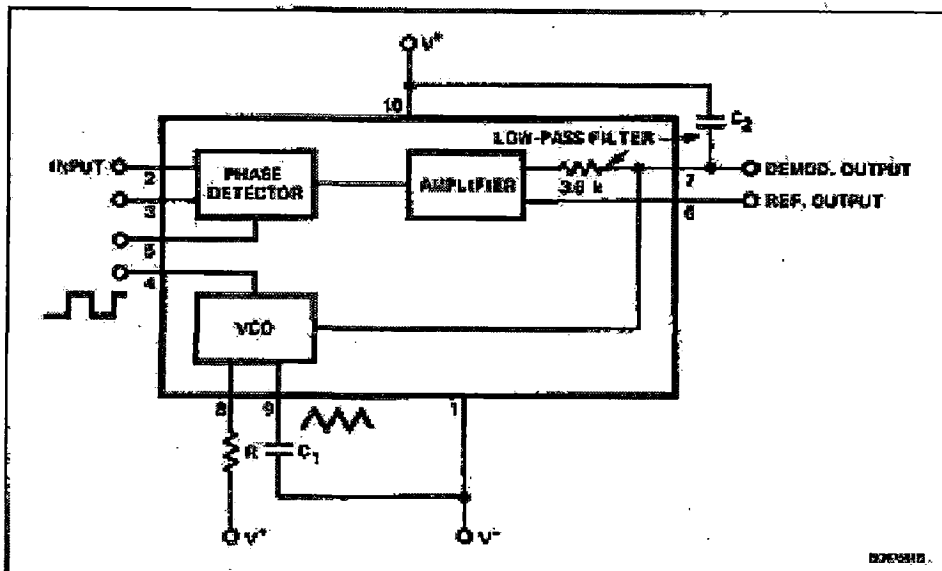 V+
10
C2
LOW-PASS FILTER
INPUT
2
PHASE DETECTOR
AMPLIFIER
3.6 k
7
DEMOD. OUTPUT
3
6
REF. OUTPUT
5
4
VCO
8
9
1
R
C1
V+
V-